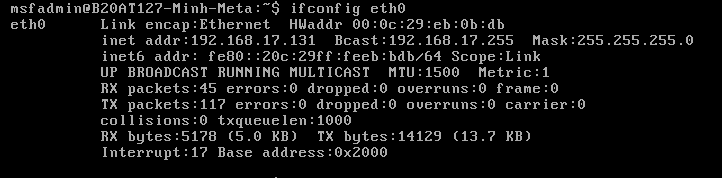 msfadmin@B20AT127-Minh-Meta:~$ ifconfig eth0
eth0      Link encap:Ethernet  HWaddr 00:0c:29:eb:0b:db
          inet addr:192.168.17.131  Bcast:192.168.17.255  Mask:255.255.255.0
          inet6 addr: fe80::20c:29ff:feeb:bdb/64 Scope:Link
          UP BROADCAST RUNNING MULTICAST  MTU:1500  Metric:1
          RX packets:45 errors:0 dropped:0 overruns:0 frame:0
          TX packets:117 errors:0 dropped:0 overruns:0 carrier:0
          collisions:0 txqueuelen:1000
          RX bytes:5178 (5.0 KB)  TX bytes:14129 (13.7 KB)
          Interrupt:17 Base address:0x2000